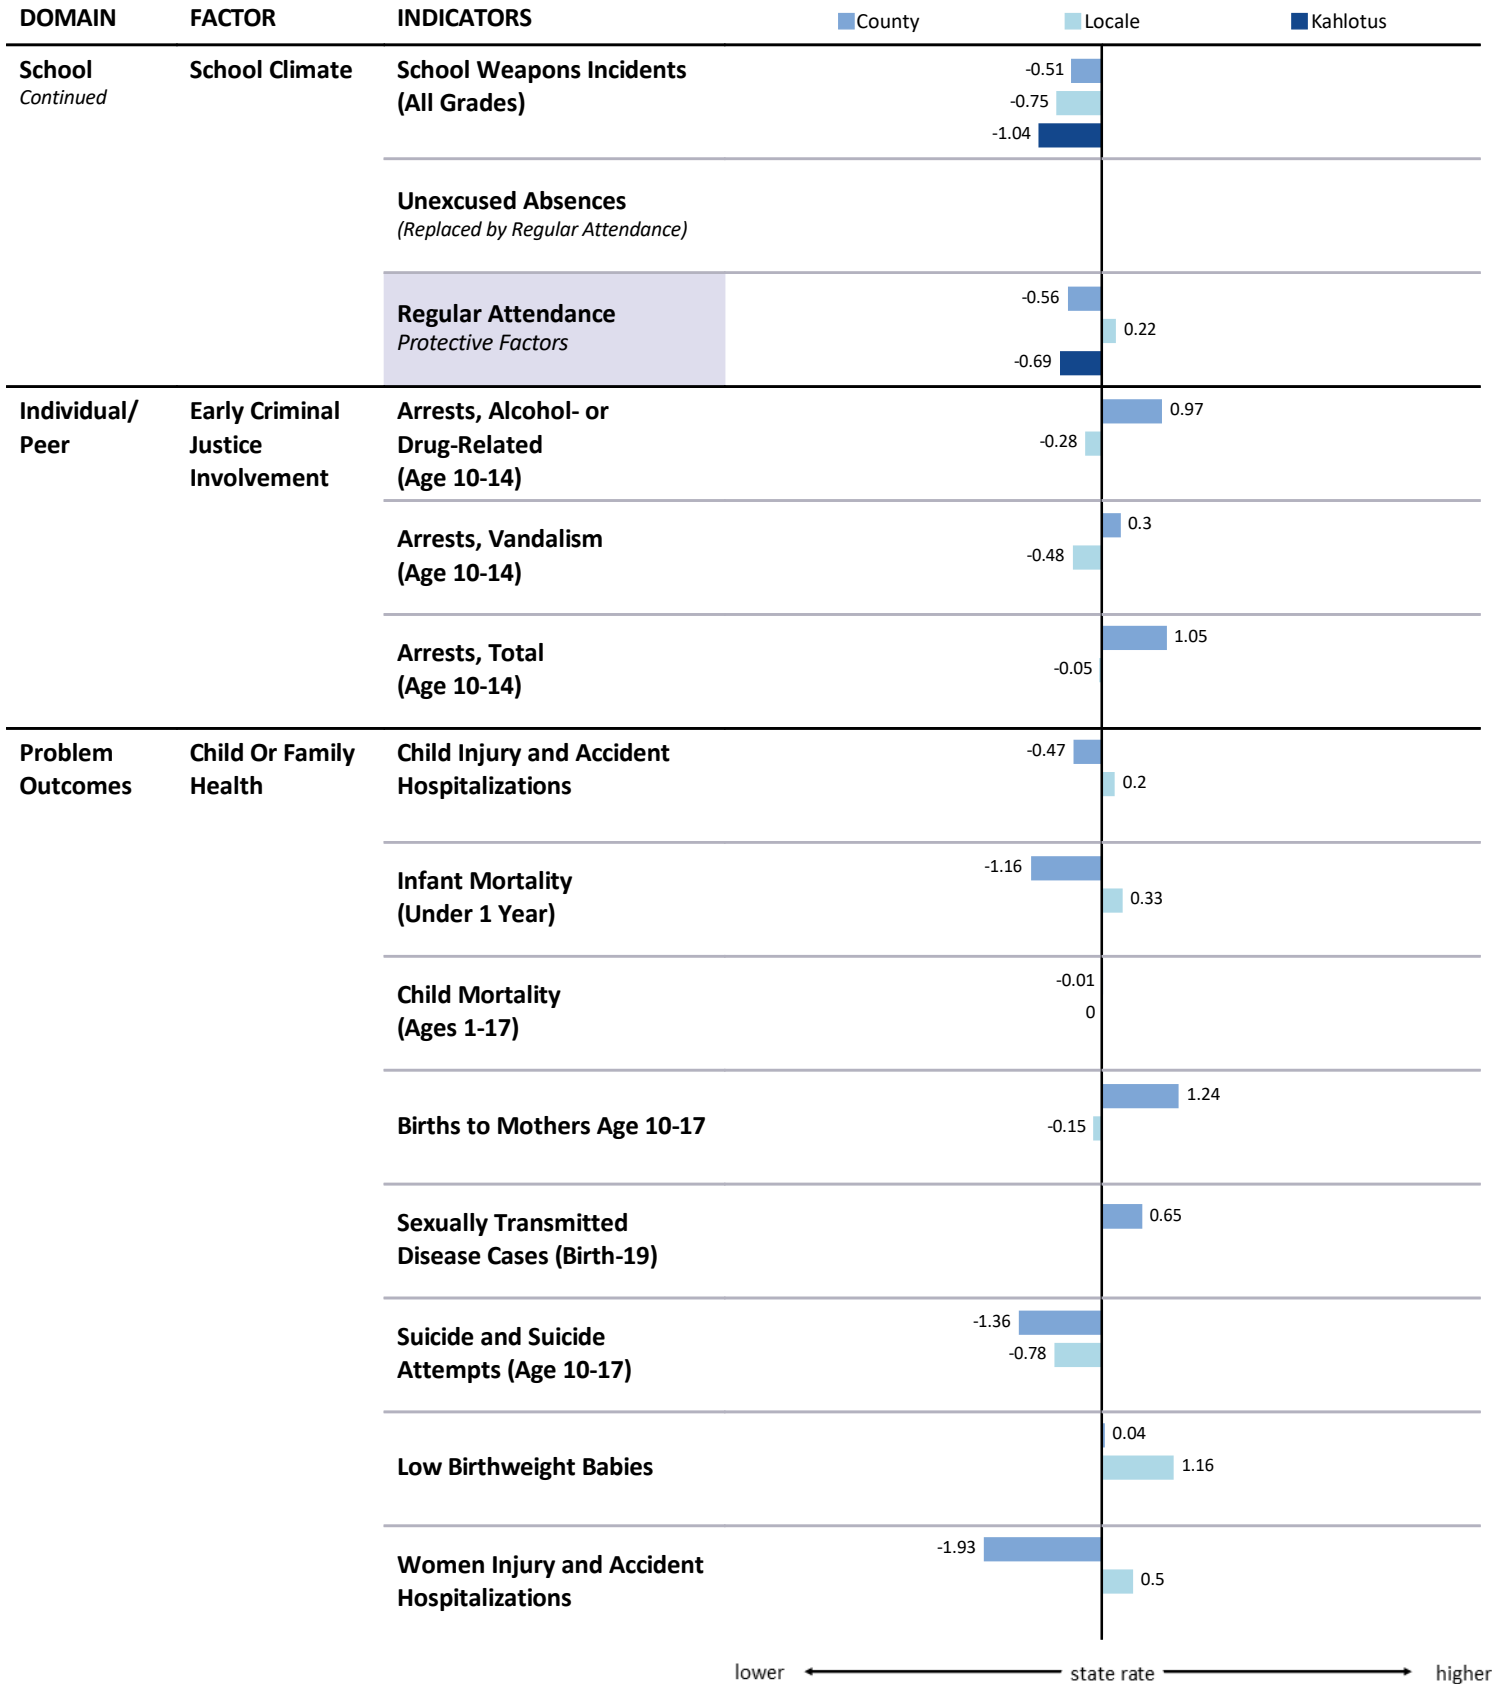 DOMAIN FACTOR INDICATORS County Locale Kahlotus
School School Climate School Weapons Incidents
Continued (All Grades)
-0.51
-0.75
-1.04
Unexcused Absences
(Replaced by Regular Attendance)
Regular Attendance
Protective Factors
-0.56
0.22
-0.69
Individual/ Early Criminal Arrests, Alcohol- or
Peer Justice Drug-Related
Involvement (Age 10-14)
0.97
-0.28
Arrests, Vandalism
(Age 10-14)
0.3
-0.48
Arrests, Total
(Age 10-14)
1.05
-0.05
Problem Child Or Family Child Injury and Accident
Outcomes Health Hospitalizations
-0.47
0.2
Infant Mortality
(Under 1 Year)
-1.16
0.33
Child Mortality
(Ages 1-17)
-0.01
0
Births to Mothers Age 10-17
1.24
-0.15
Sexually Transmitted
Disease Cases (Birth-19)
0.65
Suicide and Suicide
Attempts (Age 10-17)
-1.36
-0.78
Low Birthweight Babies
0.04
1.16
Women Injury and Accident
Hospitalizations
-1.93
0.5
lower state rate higher